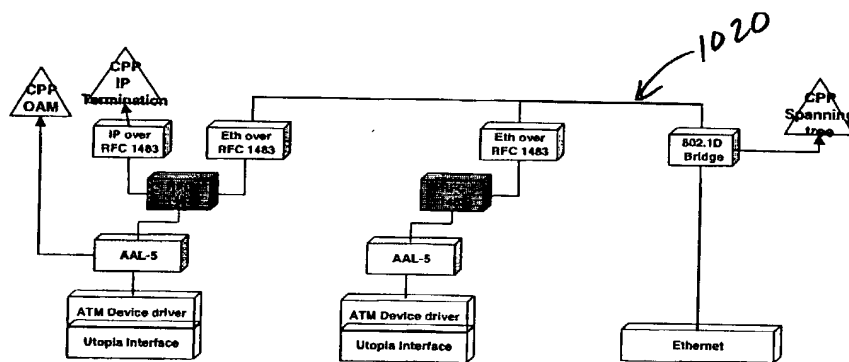 1020
CPP
OAM
CPP
IP
Termination
CPP
Spanning
tree
IP over
RFC 1483
Eth over
RFC 1483
Eth over
RFC 1483
802.1D
Bridge
AAL-5
AAL-5
ATM Device driver
Utopia Interface
ATM Device driver
Utopia Interface
Ethernet